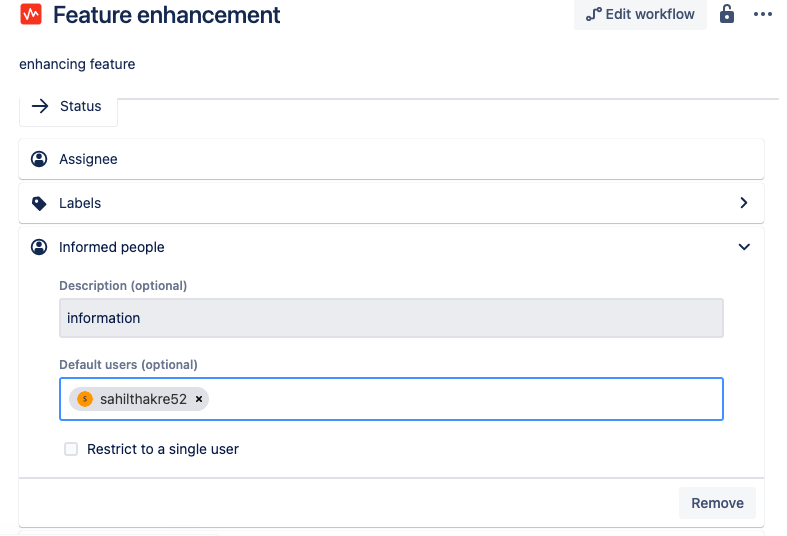 Feature enhancement
Edit workflow
enhancing feature
Status
Assignee
Labels
Informed people
Description (optional)
information
Default users (optional)
sahilthakre52
Restrict to a single user
Remove